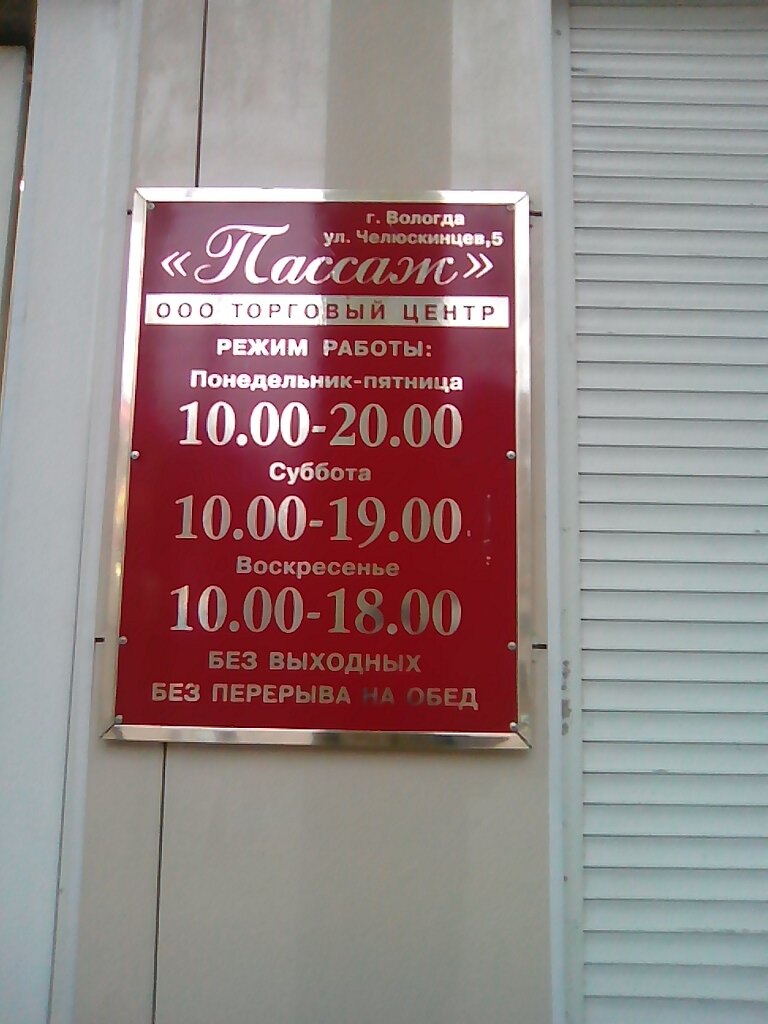 г. Вологда
ул. Челюскинцев,5
«Пассаж»
ООО ТОРГОВЫЙ ЦЕНТР
РЕЖИМ РАБОТЫ:
Понедельник-пятница
10.00-20.00
Суббота
10.00-19.00
Воскресенье
10.00-18.00
БЕЗ ВЫХОДНЫХ
БЕЗ ПЕРЕРЫВА НА ОБЕД